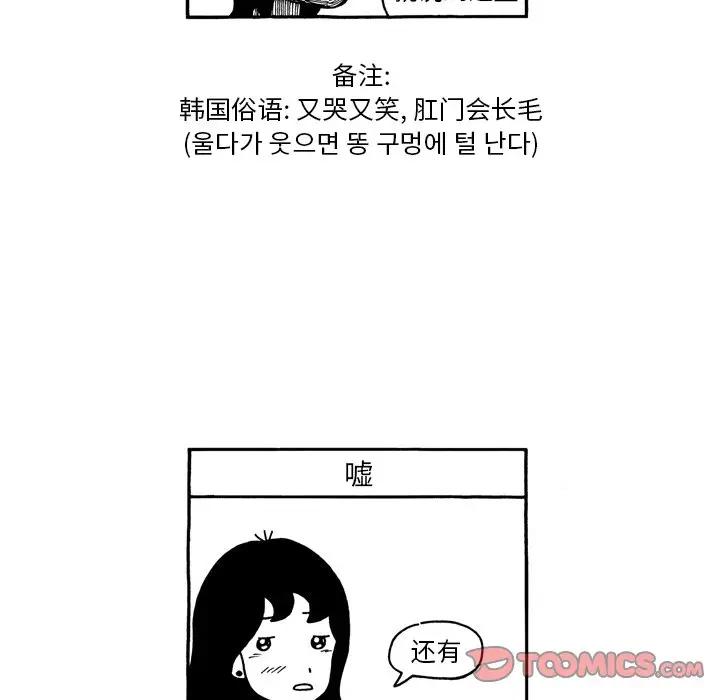 备注:
韩国俗语: 又哭又笑, 肛门会长毛
(울다가 웃으면 똥 구멍에 털 난다)
嘘
还有
TOOMICS.COM